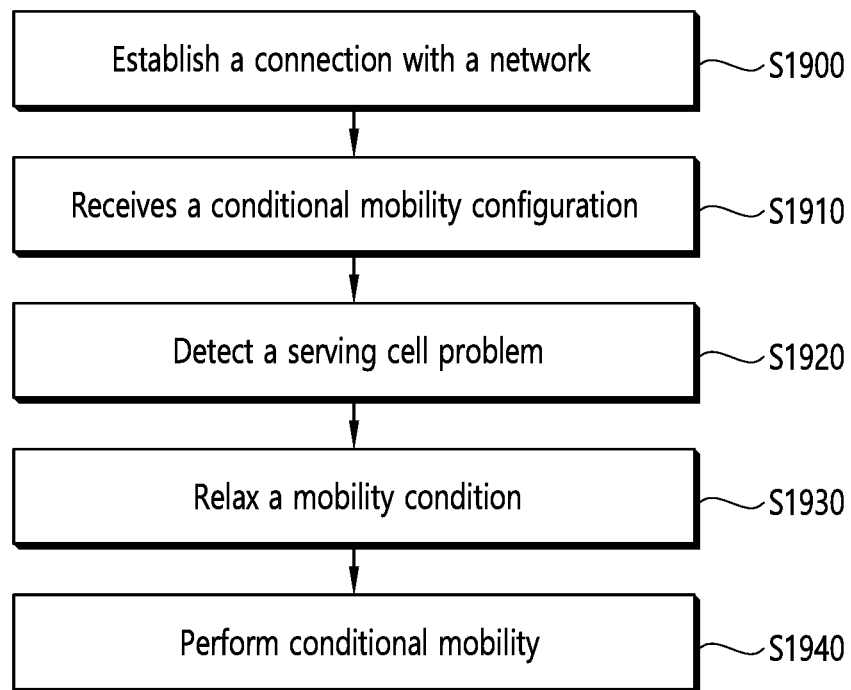 Establish a connection with a network
S1900
Receives a conditional mobility configuration
S1910
Detect a serving cell problem
S1920
Relax a mobility condition
S1930
Perform conditional mobility
S1940